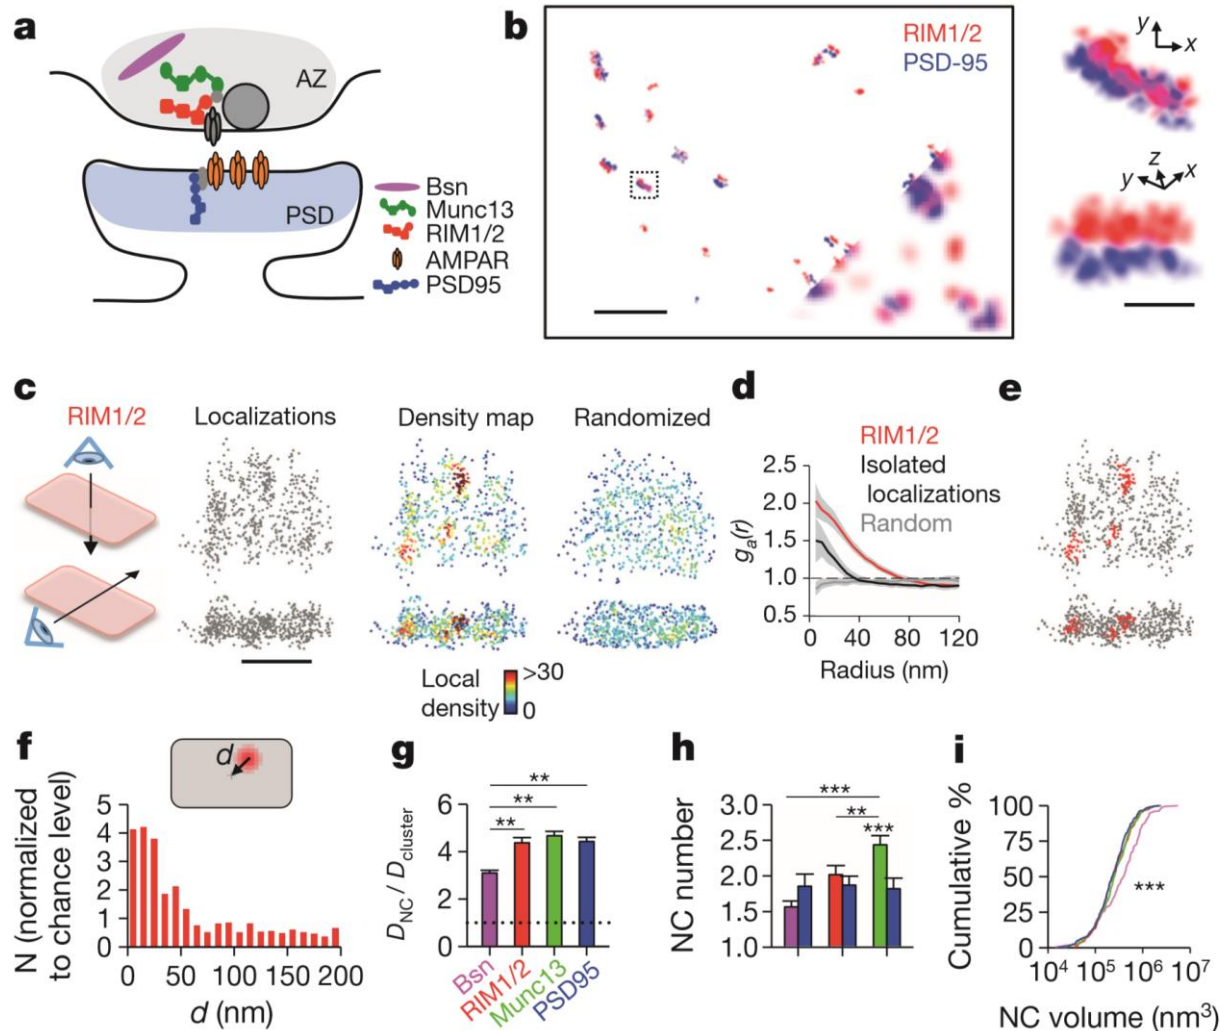 a
AZ
PSD
Bsn
Munc13
RIM1/2
AMPAR
PSD95
b
RIM1/2
PSD-95
y
x
z
y
x
c
RIM1/2
Localizations
Density map
Randomized
Local
density
>30
0
d
RIM1/2
Isolated
localizations
Random
2.5
2.0
1.5
1.0
0.5
gₐ(r)
0
40
80
120
Radius (nm)
e
f
d
N (normalized
to chance level)
5
4
3
2
1
0
0
50
100
150
200
d (nm)
g
**
**
**
D_NC / D_cluster
6
4
2
0
Bsn
RIM1/2
Munc13
PSD95
h
***
**
***
NC number
3.0
2.5
2.0
1.5
1.0
i
Cumulative %
100
75
50
25
0
***
10⁴ 10⁵ 10⁶ 10⁷
NC volume (nm³)